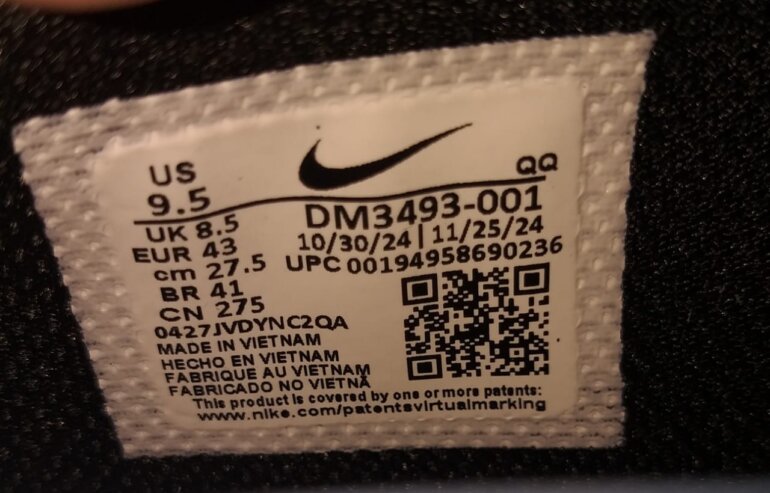 US
9.5
UK 8.5
EUR 43
cm 27.5
BR 41
CN 275
QQ
DM3493-001
10/30/24 | 11/25/24
UPC 00194958690236
0427JVDYNC2QA
MADE IN VIETNAM
HECHO EN VIETNAM
FABRIQUE AU VIETNAM
FABRICADO NO VIETNÃ
This product is covered by one or more patents:
www.nike.com/patentsvirtualmarking